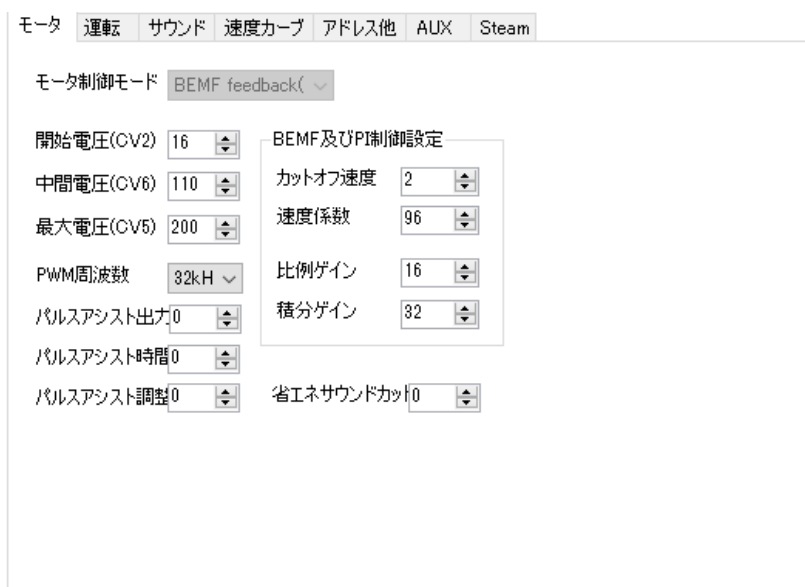 モータ 運転 サウンド 速度カーブ アドレス他 AUX Steam
モータ制御モード BEMF feedback(
開始電圧(CV2) 16
中間電圧(CV6) 110
最大電圧(CV5) 200
PWM周波数 32kH
パルスアシスト出力 0
パルスアシスト時間 0
パルスアシスト調整 0
BEMF及びPI制御設定
カットオフ速度 2
速度係数 96
比例ゲイン 16
積分ゲイン 32
省エネサウンドカット 0